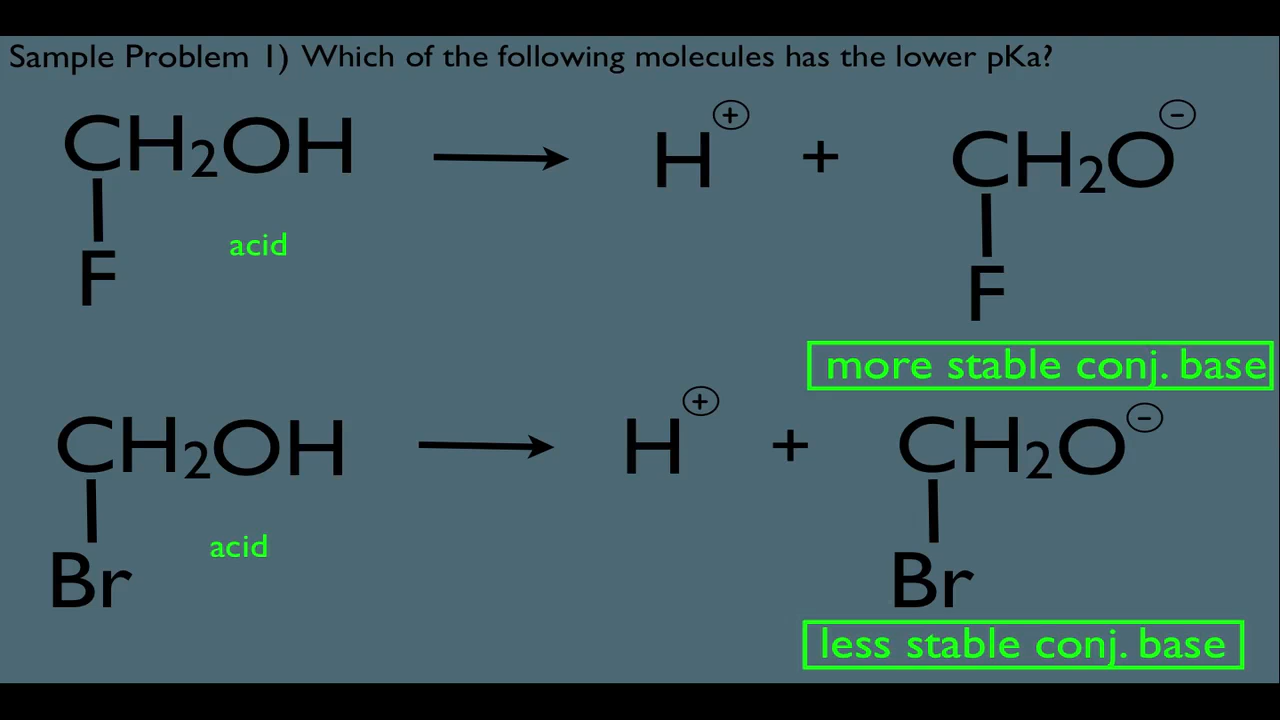 Sample Problem 1) Which of the following molecules has the lower pKa?
CH₂OH → H⊕ + CH₂O⊖
F
F
acid
more stable conj. base
CH₂OH → H⊕ + CH₂O⊖
Br
Br
acid
less stable conj. base